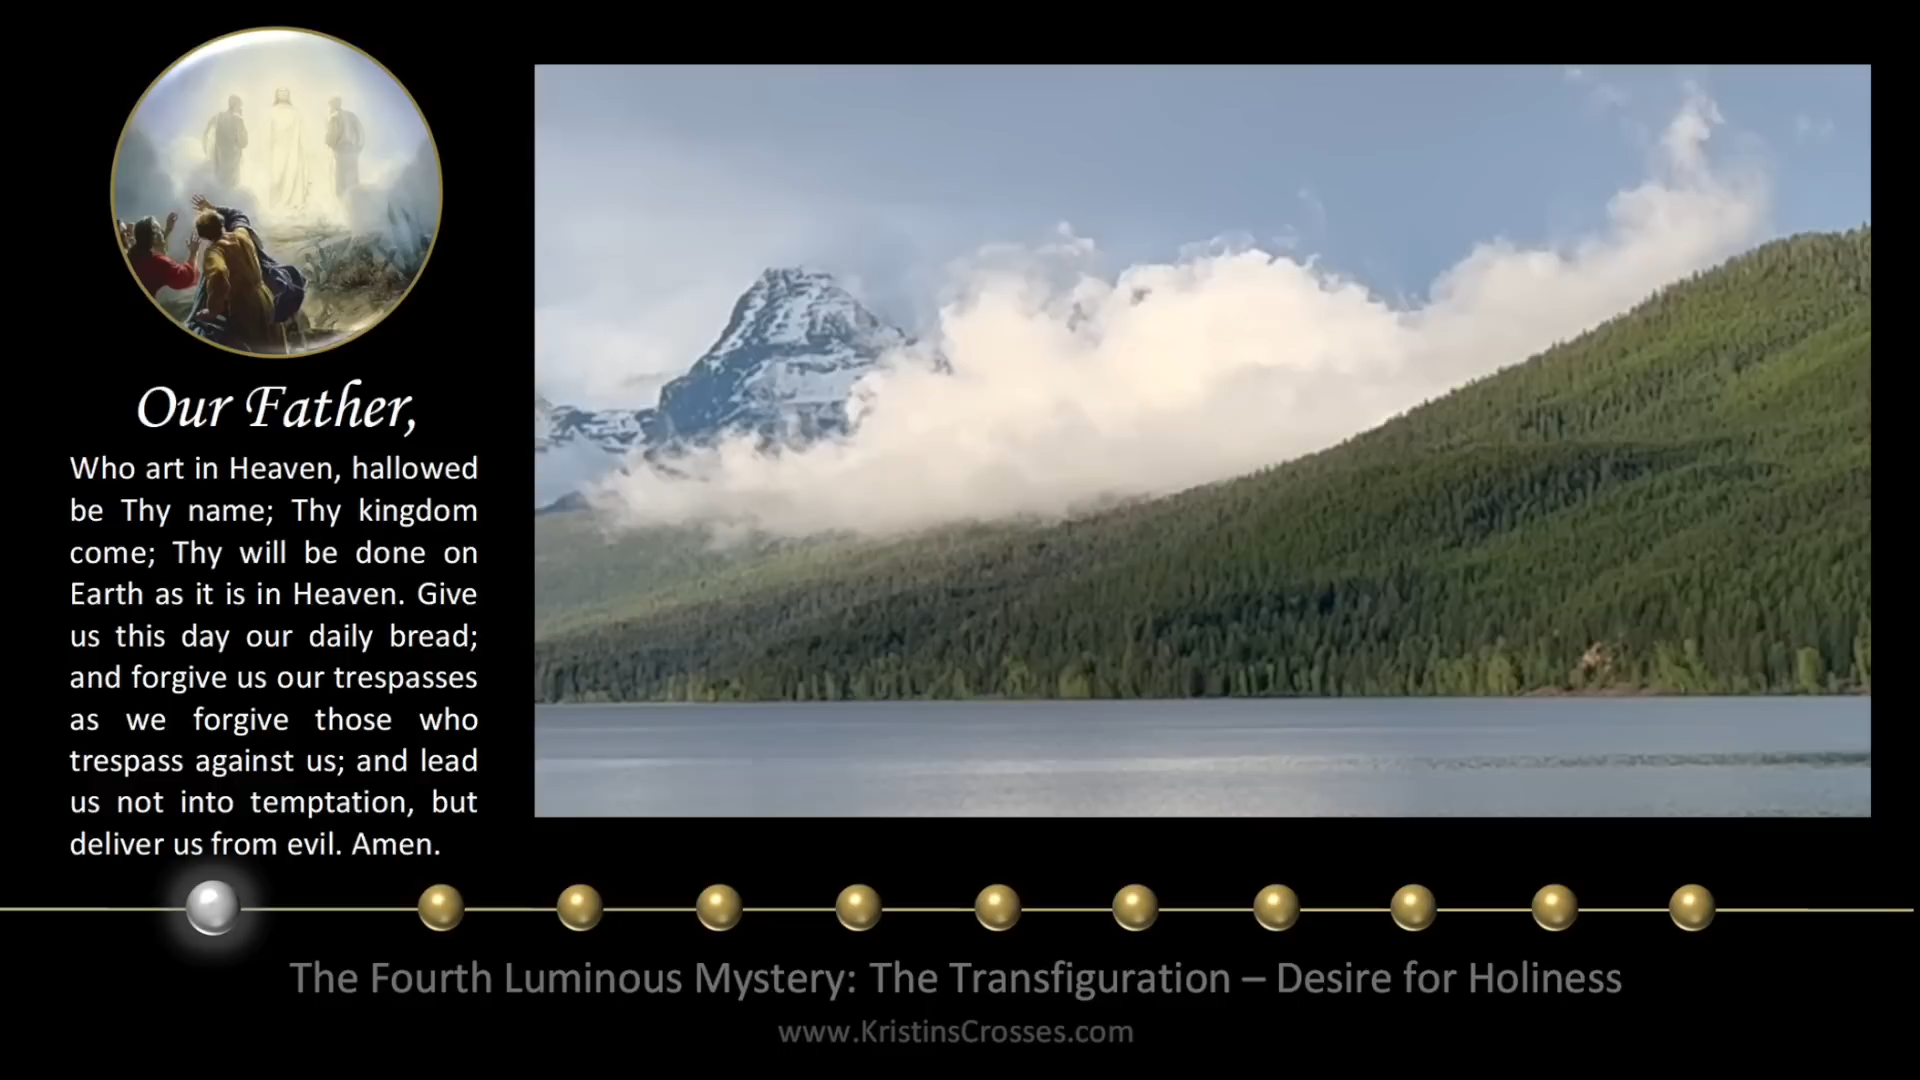 Our Father,
Who art in Heaven, hallowed
be Thy name; Thy kingdom
come; Thy will be done on
Earth as it is in Heaven. Give
us this day our daily bread;
and forgive us our trespasses
as we forgive those who
trespass against us; and lead
us not into temptation, but
deliver us from evil. Amen.
The Fourth Luminous Mystery: The Transfiguration – Desire for Holiness
www.KristinsCrosses.com